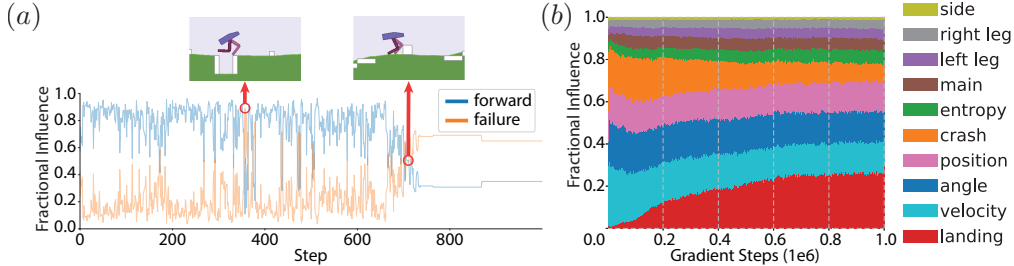 (a)
Fractional Influence
1.0
0.8
0.6
0.4
0.2
0.0
forward
failure
0 200 400 600 800
Step
(b)
Fractional Influence
1.0
0.8
0.6
0.4
0.2
0.0 0.2 0.4 0.6 0.8 1.0
Gradient Steps (1e6)
side
right leg
left leg
main
entropy
crash
position
angle
velocity
landing